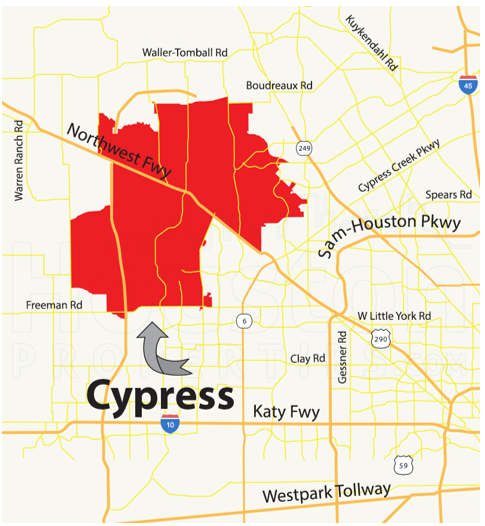 Kuykendahl Rd
Waller-Tomball Rd
Boudreaux Rd
45
Warren Ranch Rd
Northwest Fwy
249
Cypress Creek Pkwy
Spears Rd
Sam-Houston Pkwy
Freeman Rd
6
W Little York Rd
290
Gessner Rd
Clay Rd
Cypress
Katy Fwy
10
59
Westpark Tollway